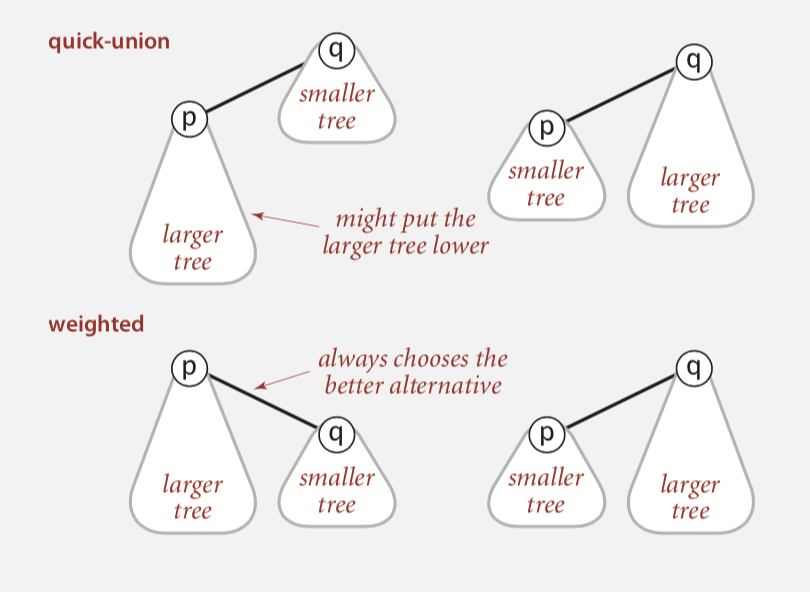 quick-union
q
smaller
tree
p
larger
tree
might put the
larger tree lower
q
p
smaller
tree
larger
tree
weighted
p
larger
tree
always chooses the
better alternative
q
smaller
tree
p
smaller
tree
q
larger
tree